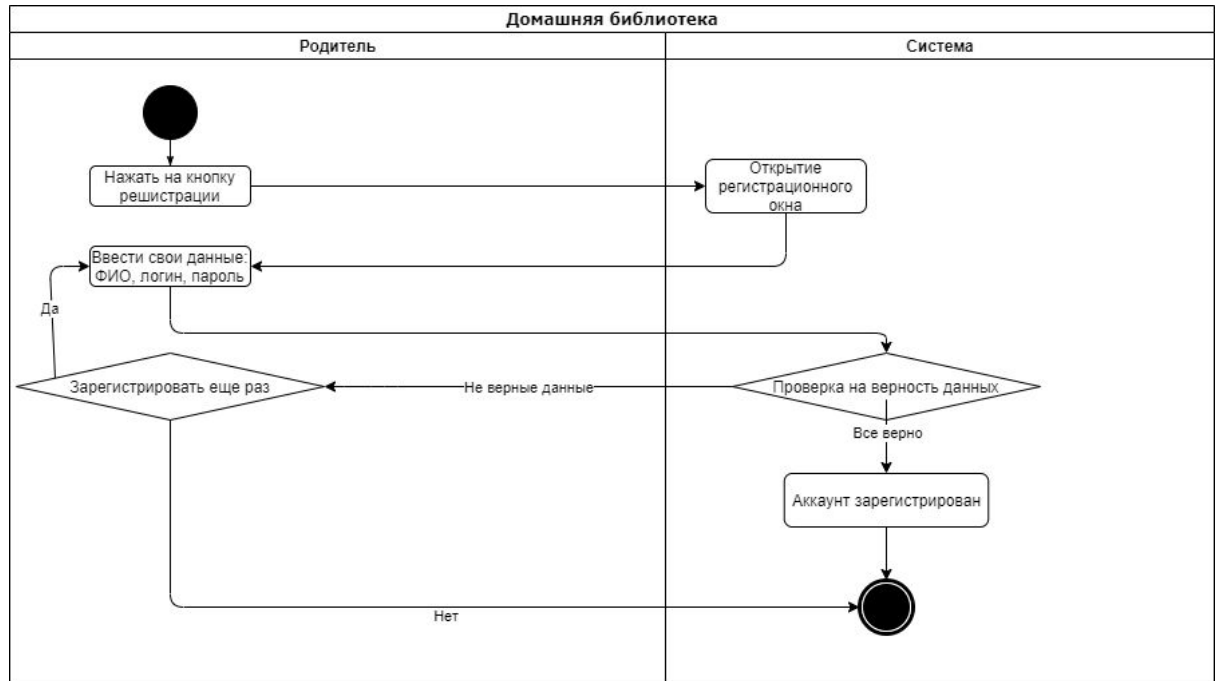 Домашняя библиотека
Родитель
Система
Нажать на кнопку
решистрации
Открытие
регистрационного
окна
Ввести свои данные:
ФИО, логин, пароль
Да
Зарегистрировать еще раз
Не верные данные
Проверка на верность данных
Все верно
Аккаунт зарегистрирован
Нет